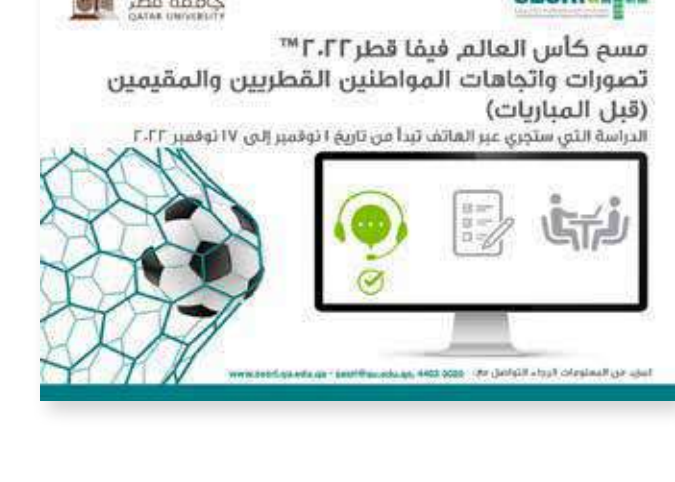 جامعة قطر
QATAR UNIVERSITY
مسح كأس العالم فيفا قطر٢٠٢٢™
تصورات واتجاهات المواطنين القطريين والمقيمين
(قبل المباريات)
الدراسة التي ستجري عبر الهاتف تبدأ من تاريخ ١ نوفمبر إلى ١٧ نوفمبر ٢٠٢٢
لمزيد من المعلومات الرجاء التواصل مع: